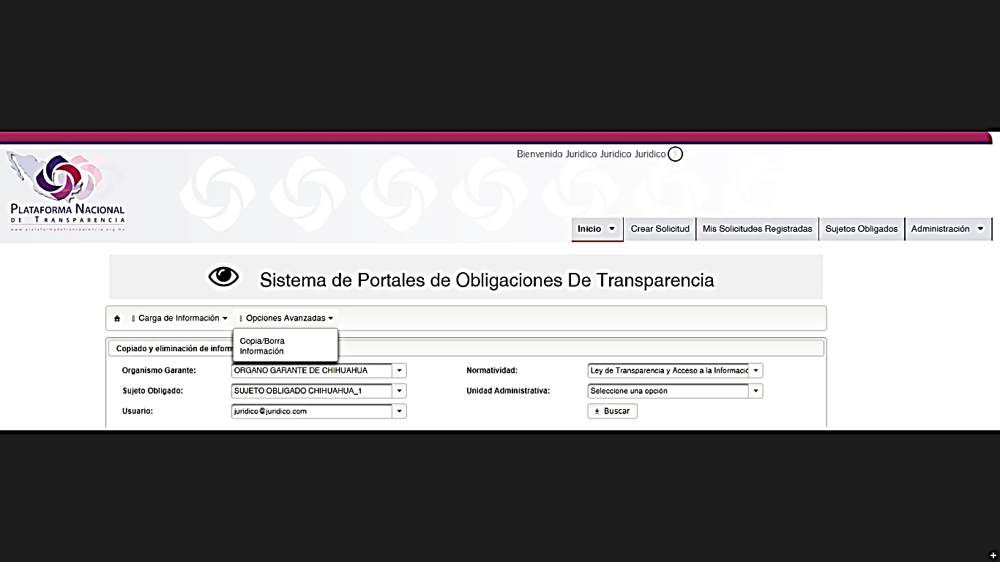 Bienvenido Juridico Juridico Juridico
PLATAFORMA NACIONAL
DE TRANSPARENCIA
www.plataformadetransparencia.org.mx
Inicio Crear Solicitud Mis Solicitudes Registradas Sujetos Obligados Administración
Sistema de Portales de Obligaciones De Transparencia
Carga de Información Opciones Avanzadas
Copia/Borra
Información
Copiado y eliminación de inform
Organismo Garante: ORGANO GARANTE DE CHIHUAHUA Normatividad: Ley de Transparencia y Acceso a la Informació
Sujeto Obligado: SUJETO OBLIGADO CHIHUAHUA_1 Unidad Administrativa: Seleccione una opción
Usuario: juridico@juridico.com Buscar